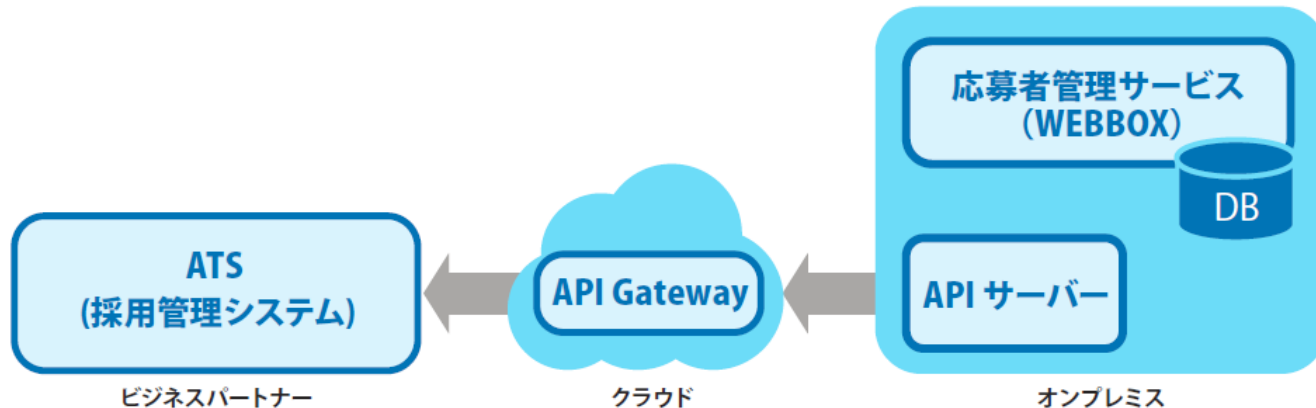 応募者管理サービス
（WEBBOX）
DB
ATS
(採用管理システム)
API Gateway
API サーバー
ビジネスパートナー
クラウド
オンプレミス